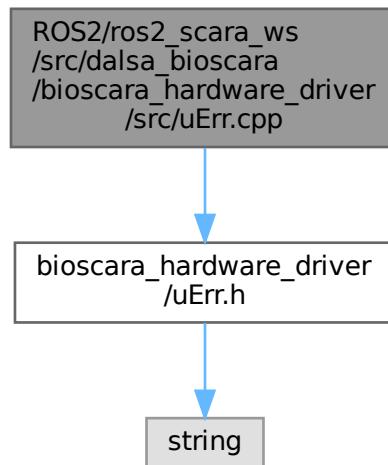 ROS2/ros2_scara_ws
/src/dalsa_bioscara
/bioscara_hardware_driver
/src/uErr.cpp
bioscara_hardware_driver
/uErr.h
string